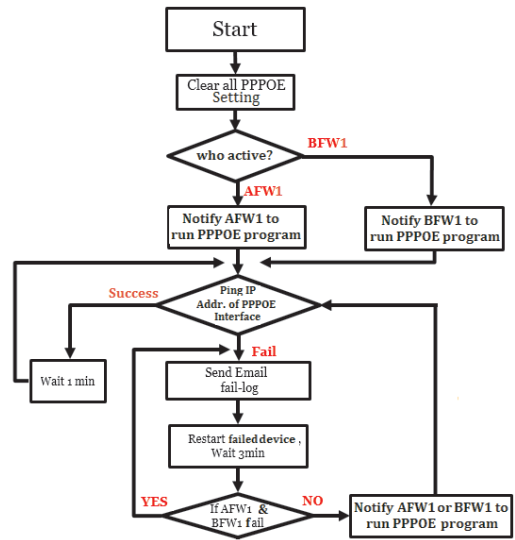 Start
Clear all PPPOE
Setting
who active?
BFW1
AFW1
Notify AFW1 to
run PPPOE program
Notify BFW1 to
run PPPOE program
Ping IP
Addr. of PPPOE
Interface
Success
Fail
Wait 1 min
Send Email
fail-log
Restart failed device ,
Wait 3min
YES
If AFW1 &
BFW1 fail
NO
Notify AFW1 or BFW1 to
run PPPOE program